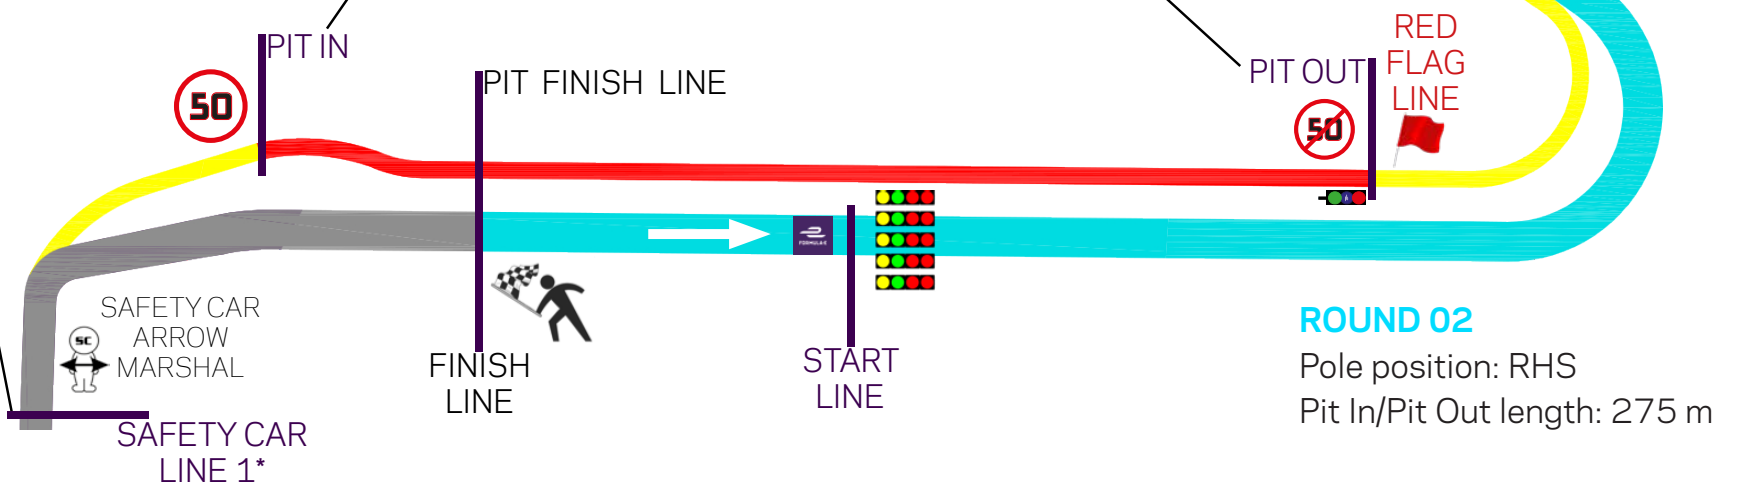 PIT IN
50
PIT FINISH LINE
PIT OUT
50
RED
FLAG
LINE
FORMULA E
SAFETY CAR
ARROW
MARSHAL
SC
FINISH
LINE
START
LINE
SAFETY CAR
LINE 1*
ROUND 02
Pole position: RHS
Pit In/Pit Out length: 275 m